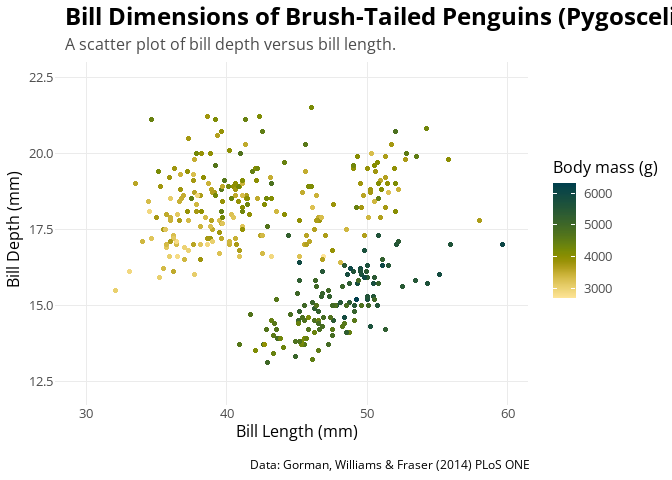 Bill Dimensions of Brush-Tailed Penguins (Pygosceli
A scatter plot of bill depth versus bill length.
22.5
20.0
17.5
15.0
12.5
Bill Depth (mm)
30 40 50 60
Bill Length (mm)
Body mass (g)
6000
5000
4000
3000
Data: Gorman, Williams & Fraser (2014) PLoS ONE